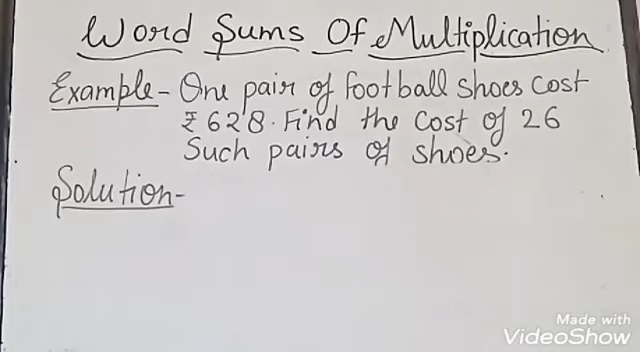 Word Sums Of Multiplication
Example - One pair of football shoes cost
₹ 628. Find the cost of 26
Such pairs of shoes.
Solution -
Made with
VideoShow